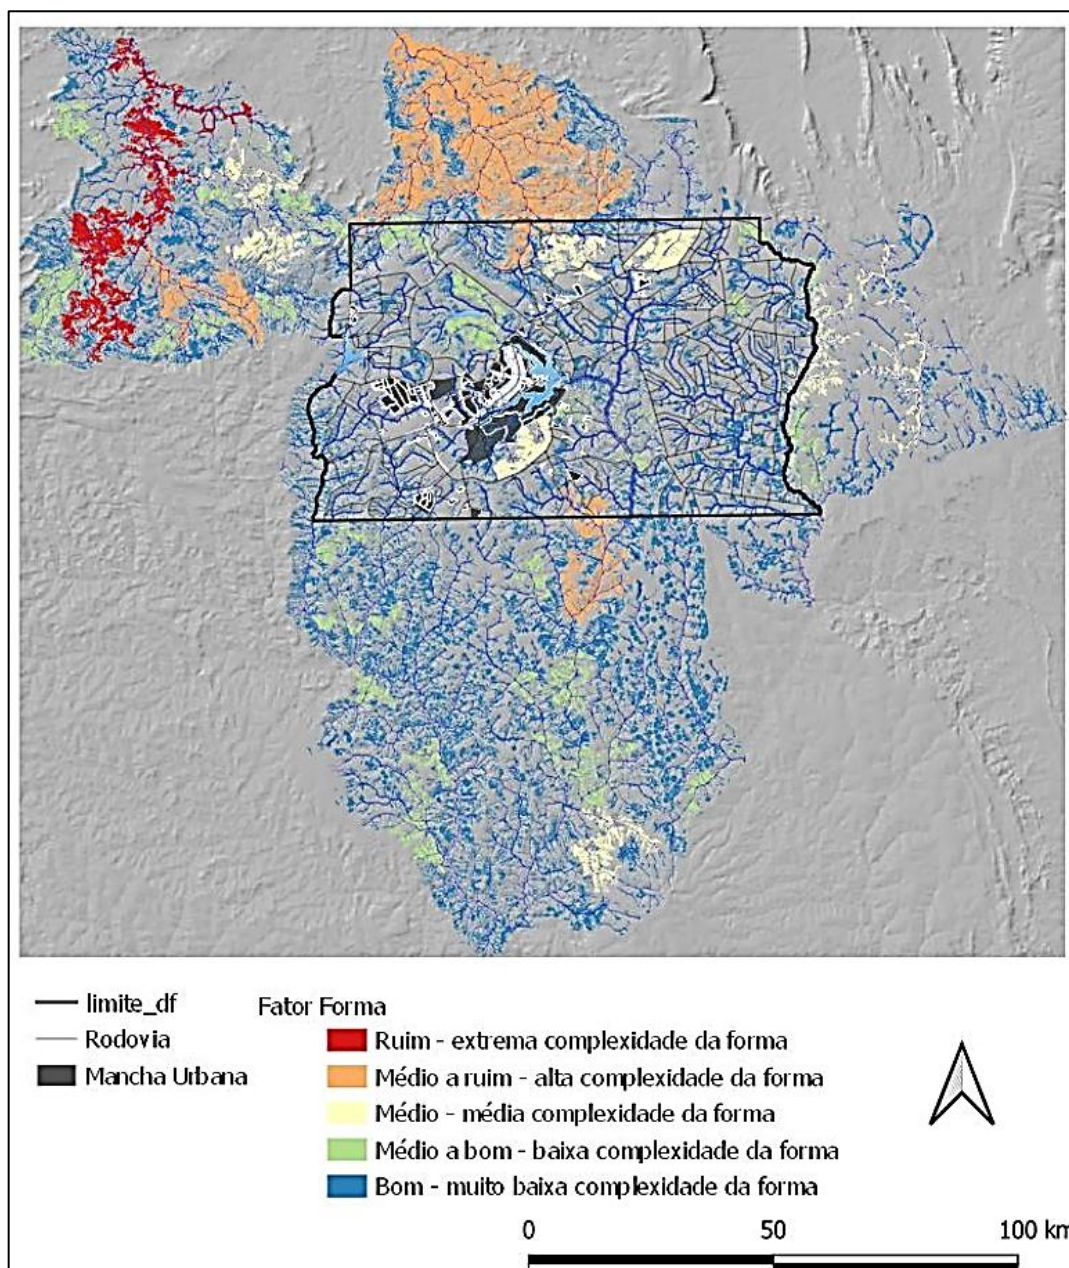 limite_df
Rodovia
Mancha Urbana
Fator Forma
Ruim - extrema complexidade da forma
Médio a ruim - alta complexidade da forma
Médio - média complexidade da forma
Médio a bom - baixa complexidade da forma
Bom - muito baixa complexidade da forma
0 50 100 km